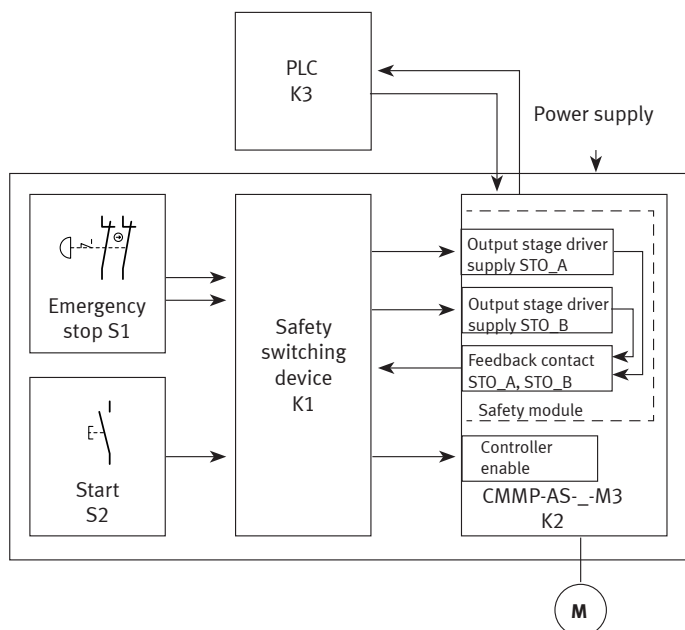 PLC
K3
Power supply
Emergency
stop S1
Start
S2
Safety
switching
device
K1
Output stage driver
supply STO_A
Output stage driver
supply STO_B
Feedback contact
STO_A, STO_B
Safety module
Controller
enable
CMMP-AS-_-M3
K2
M